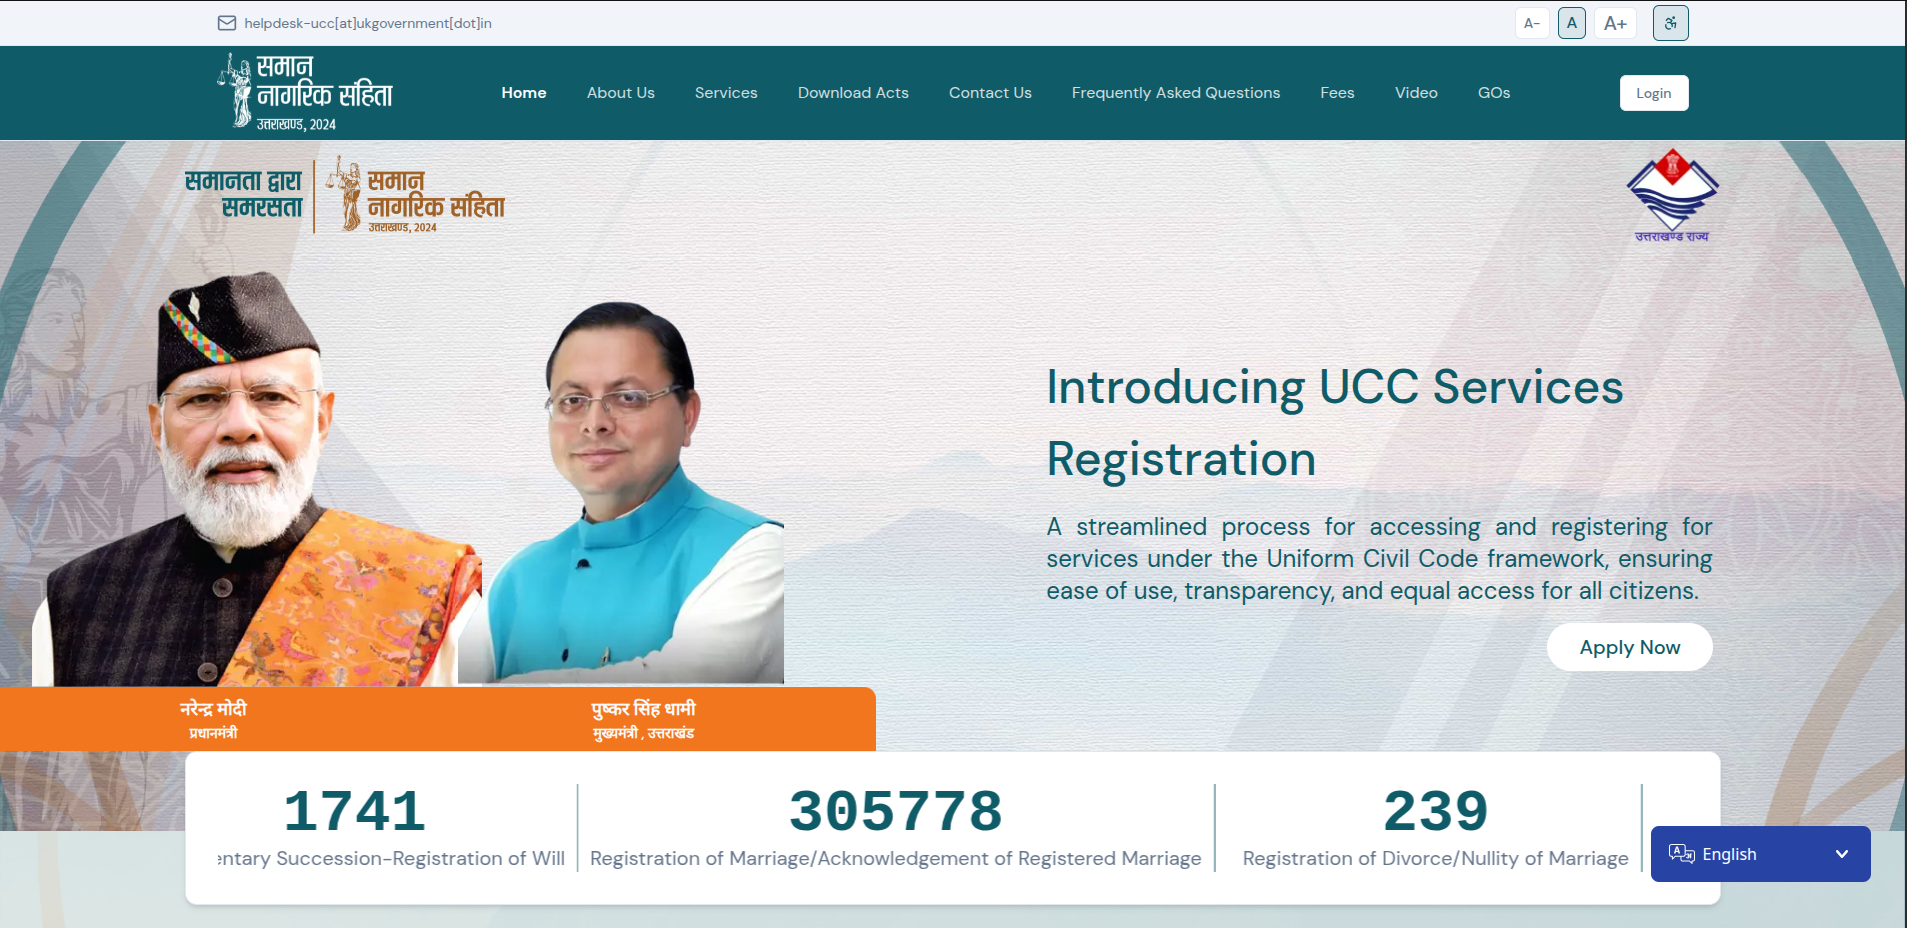 helpdesk-ucc[at]ukgovernment[dot]in
A-
A
A+
समान
नागरिक संहिता
उत्तराखण्ड, 2024
Home
About Us
Services
Download Acts
Contact Us
Frequently Asked Questions
Fees
Video
GOs
Login
समानता द्वारा
समरसता
समान
नागरिक संहिता
उत्तराखण्ड, 2024
उत्तराखण्ड राज्य
Introducing UCC Services
Registration
A streamlined process for accessing and registering for
services under the Uniform Civil Code framework, ensuring
ease of use, transparency, and equal access for all citizens.
Apply Now
नरेन्द्र मोदी
प्रधानमंत्री
पुष्कर सिंह धामी
मुख्यमंत्री , उत्तराखंड
1741
entary Succession-Registration of Will
305778
Registration of Marriage/Acknowledgement of Registered Marriage
239
Registration of Divorce/Nullity of Marriage
English